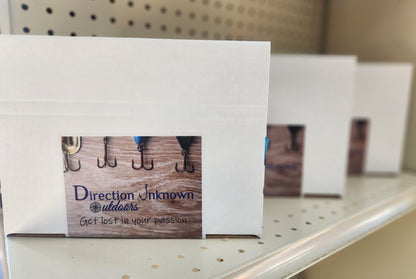 Direction Unknown
Outdoors
Get lost in your passion